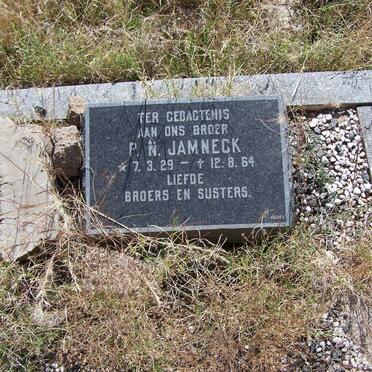 TER GEDAGTENIS
AAN ONS BROER
P. N. JAMNECK
* 7.3.29 – † 12.8.64
LIEFDE
BROERS EN SUSTERS.